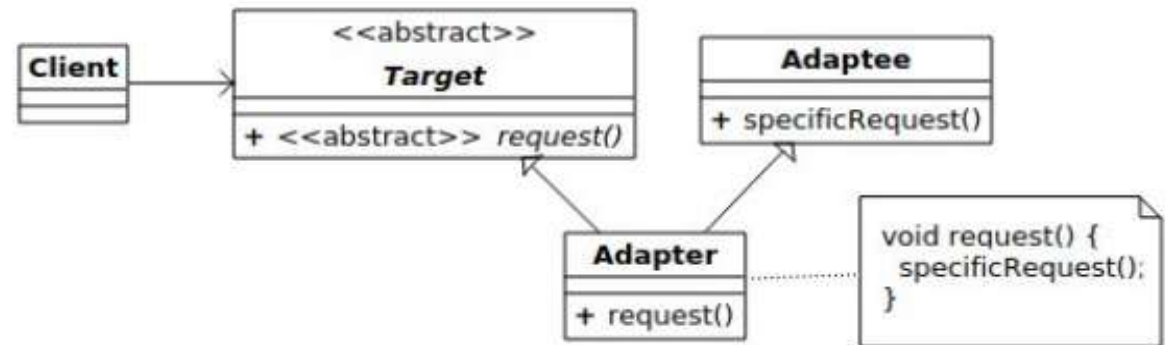 Client
<<abstract>>
Target
+ <<abstract>> request()
Adaptee
+ specificRequest()
Adapter
+ request()
void request() {
specificRequest();
}